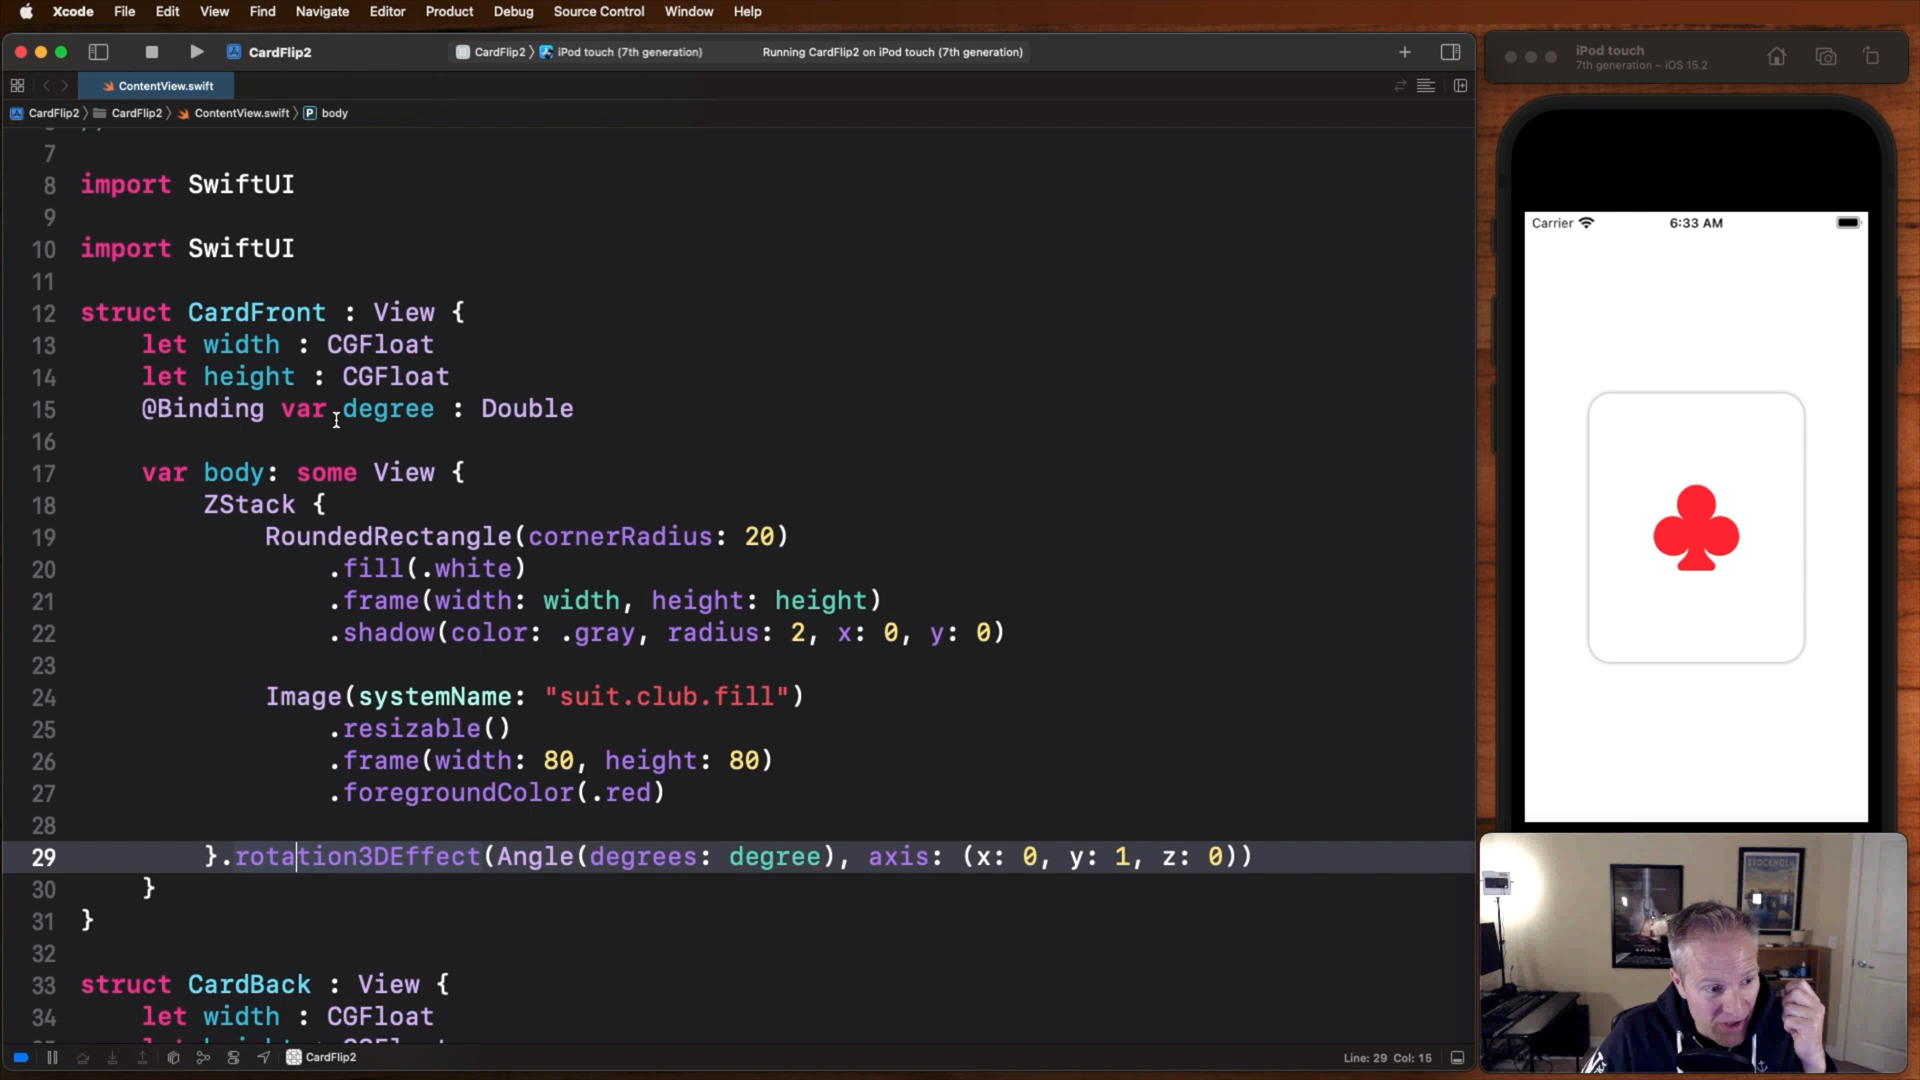 Xcode File Edit View Find Navigate Editor Product Debug Source Control Window Help
CardFlip2 CardFlip2 〉 iPod touch (7th generation) Running CardFlip2 on iPod touch (7th generation)
ContentView.swift
CardFlip2 〉 CardFlip2 〉 ContentView.swift 〉 P body
7
8 import SwiftUI
9
10 import SwiftUI
11
12 struct CardFront : View {
13 let width : CGFloat
14 let height : CGFloat
15 @Binding var degree : Double
16
17 var body: some View {
18 ZStack {
19 RoundedRectangle(cornerRadius: 20)
20 .fill(.white)
21 .frame(width: width, height: height)
22 .shadow(color: .gray, radius: 2, x: 0, y: 0)
23
24 Image(systemName: "suit.club.fill")
25 .resizable()
26 .frame(width: 80, height: 80)
27 .foregroundColor(.red)
28
29 }.rotation3DEffect(Angle(degrees: degree), axis: (x: 0, y: 1, z: 0))
30 }
31 }
32
33 struct CardBack : View {
34 let width : CGFloat
CardFlip2 Line: 29 Col: 15
iPod touch
7th generation – iOS 15.2
Carrier 6:33 AM
STOCKHOLM